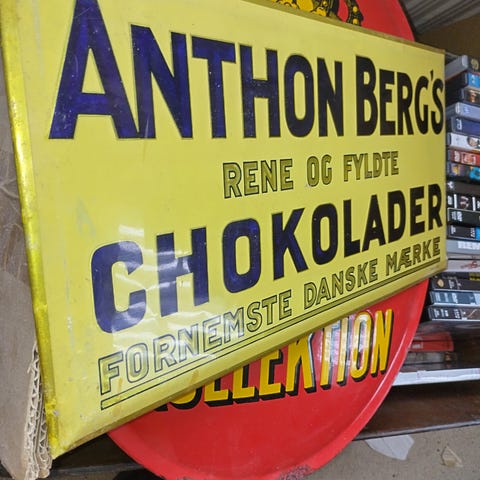 ANTHON BERG'S
RENE OG FYLDTE
CHOKOLADER
FORNEMSTE DANSKE MÆRKE
KOLLEKTION